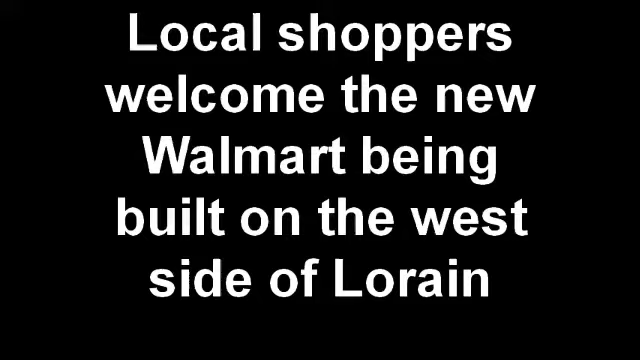 Local shoppers
welcome the new
Walmart being
built on the west
side of Lorain